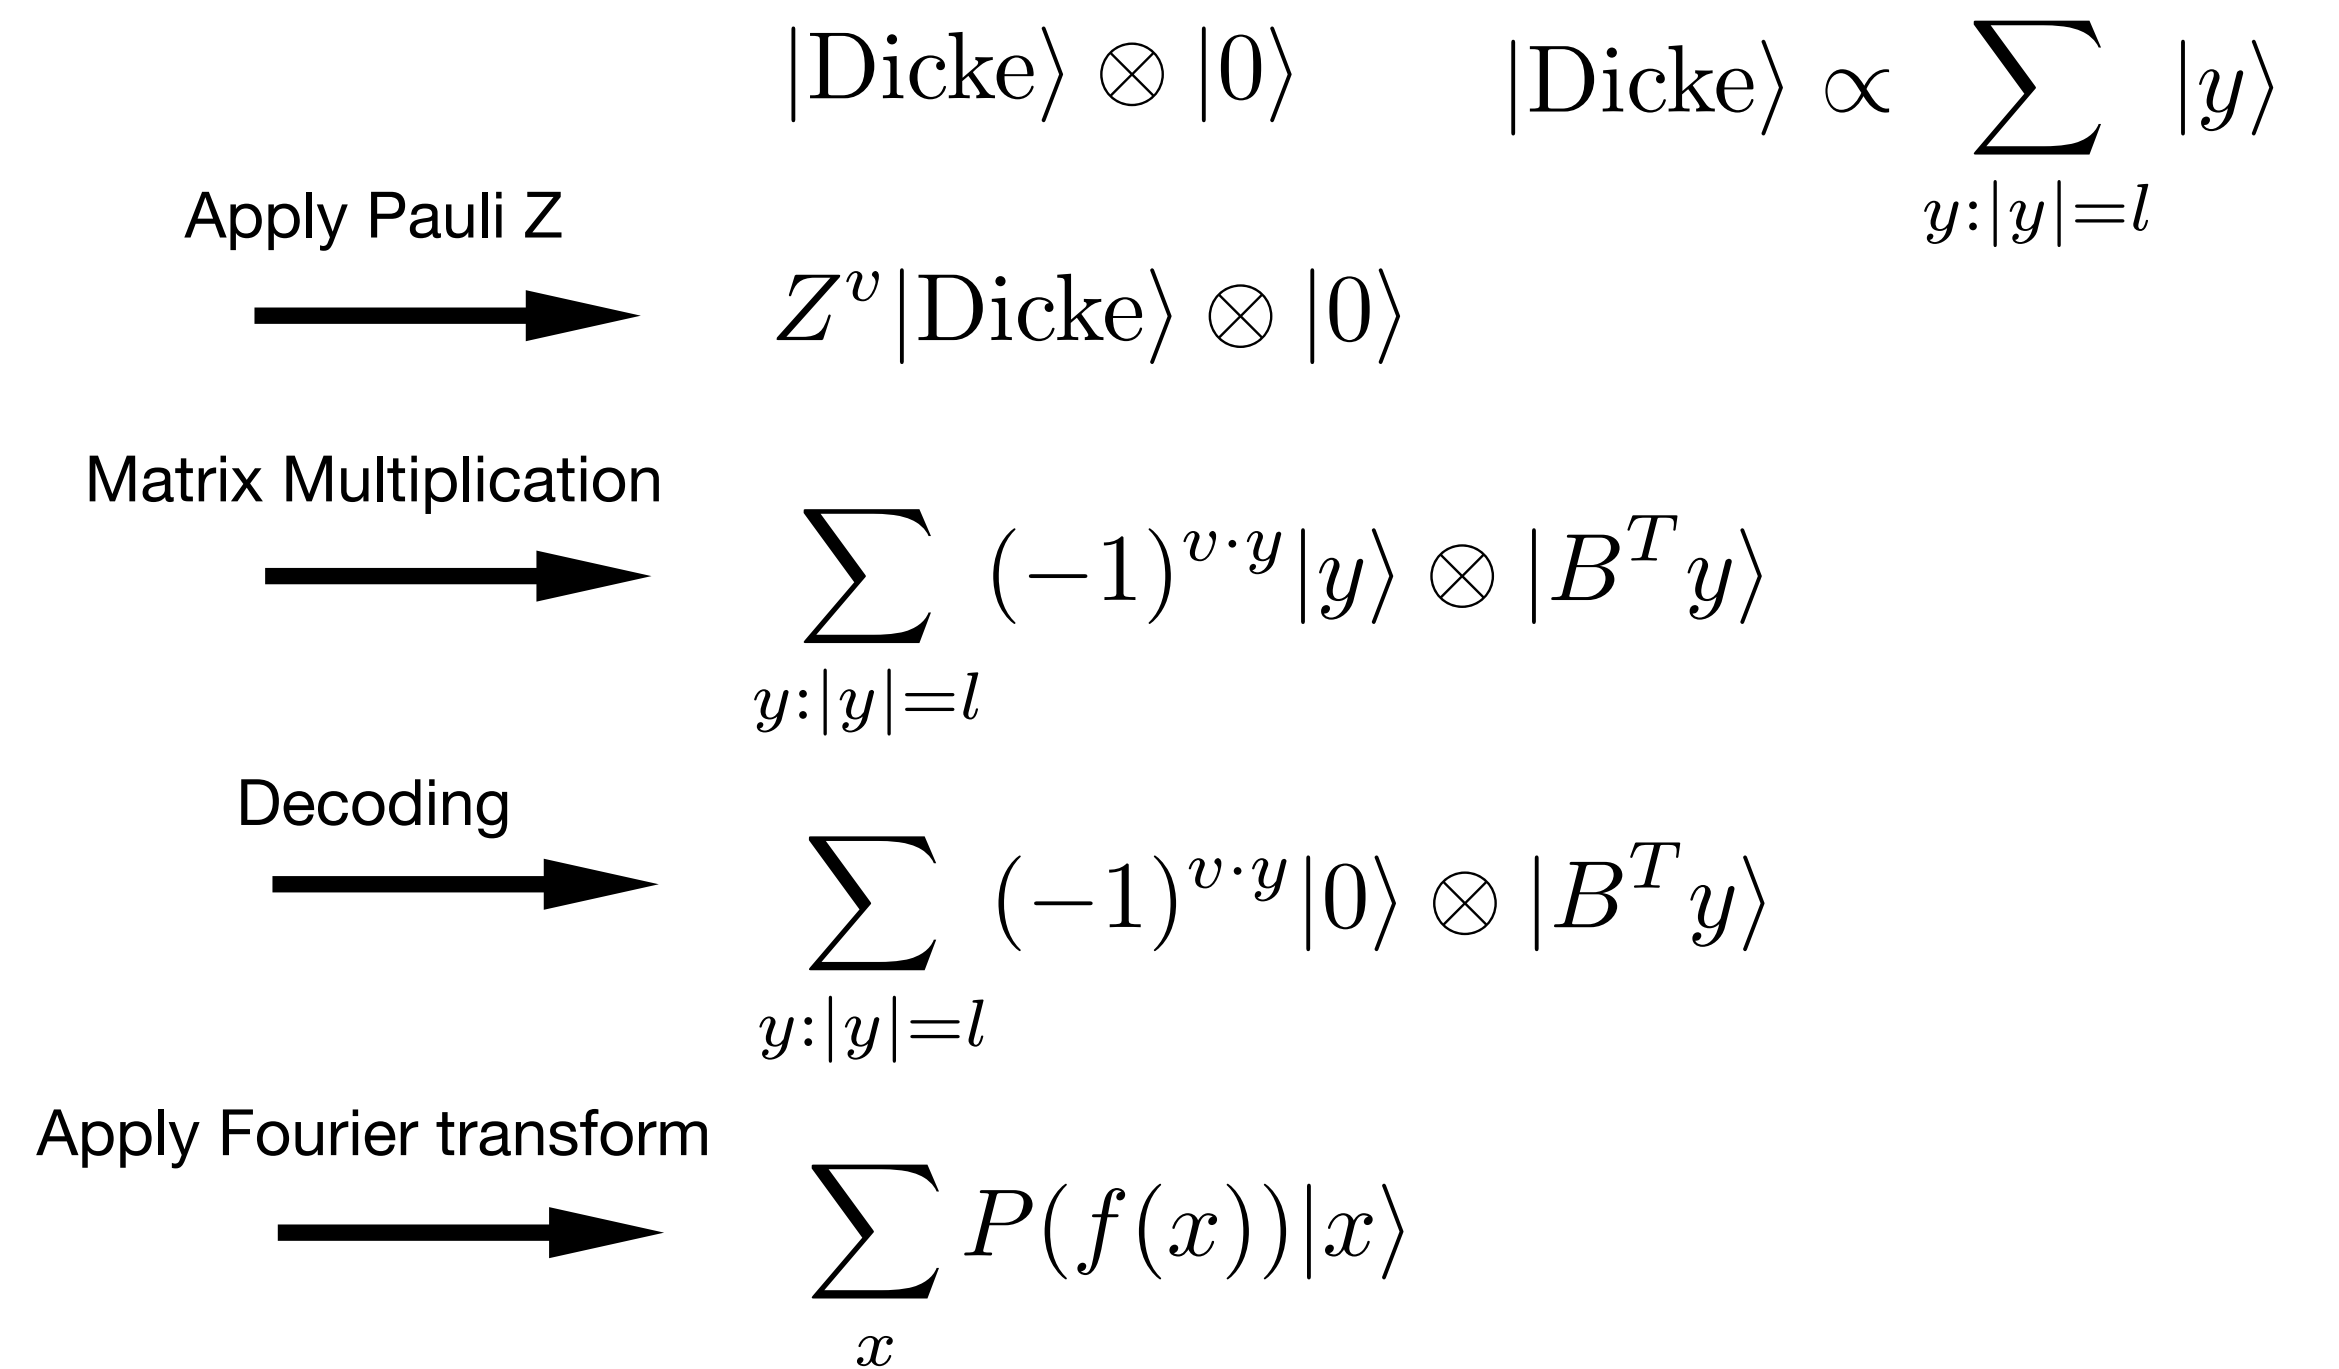 |Dicke⟩ ⊗ |0⟩ |Dicke⟩ ∝ ∑_{y:|y|=l} |y⟩
Apply Pauli Z
Z^v|Dicke⟩ ⊗ |0⟩
Matrix Multiplication
∑_{y:|y|=l} (−1)^{v·y}|y⟩ ⊗ |B^T y⟩
Decoding
∑_{y:|y|=l} (−1)^{v·y}|0⟩ ⊗ |B^T y⟩
Apply Fourier transform
∑_x P(f(x))|x⟩